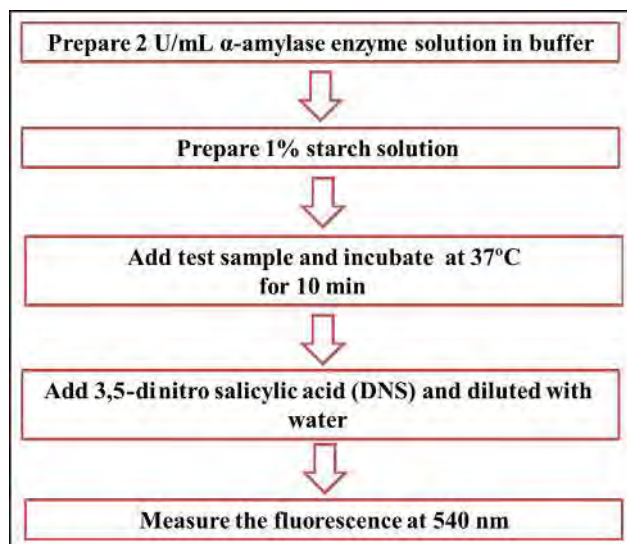 Prepare 2 U/mL α-amylase enzyme solution in buffer
Prepare 1% starch solution
Add test sample and incubate at 37ºC
for 10 min
Add 3,5-dinitro salicylic acid (DNS) and diluted with
water
Measure the fluorescence at 540 nm